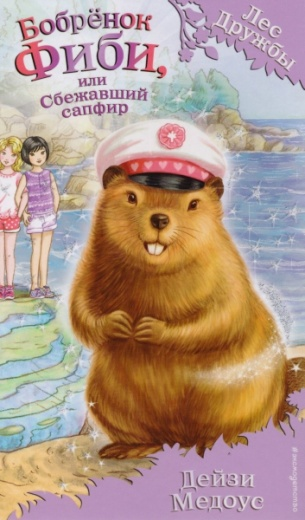 Бобрёнок
Фиби,
или
Сбежавший
сапфир
Лес
Дружбы
Дейзи
Медоус